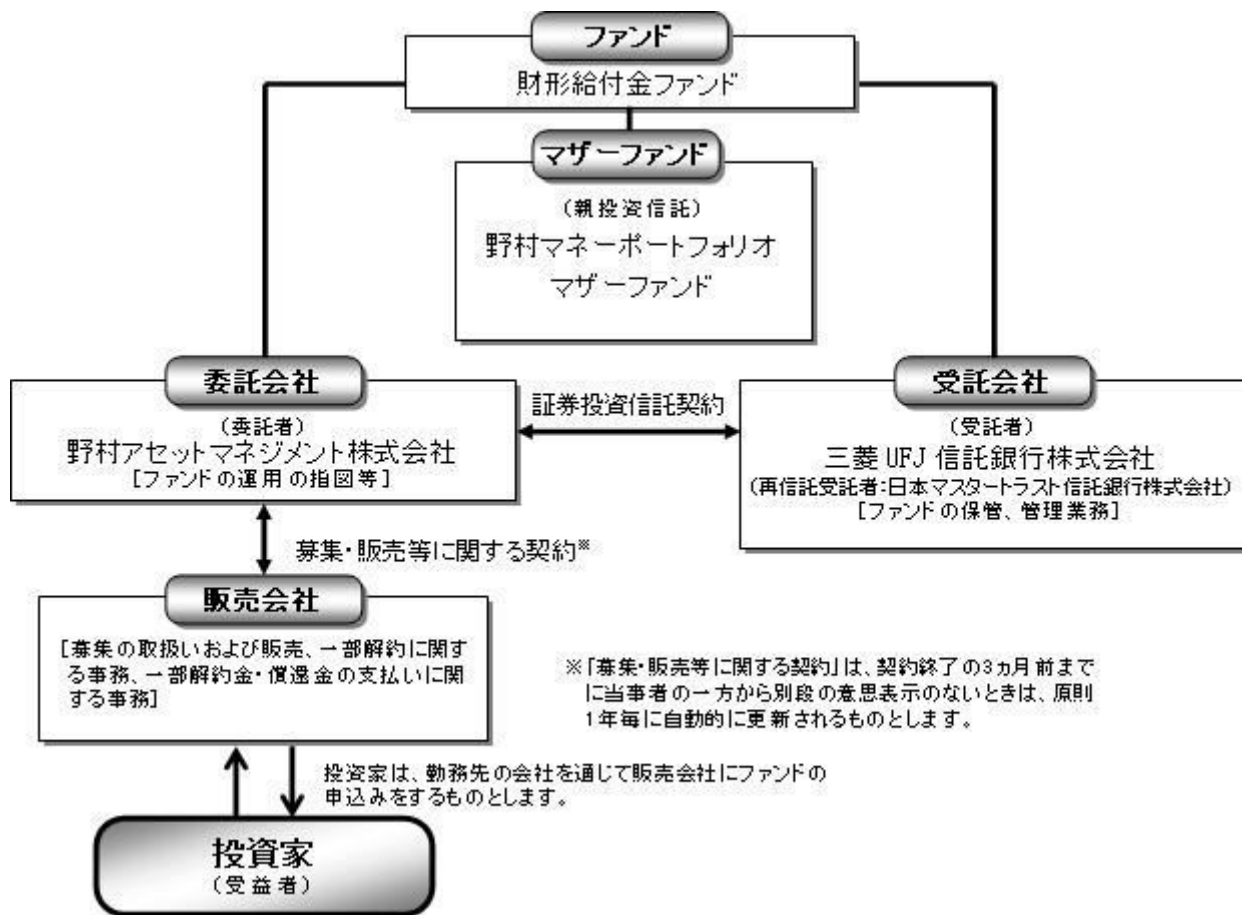 ファンド
財形給付金ファンド
マザーファンド
(親投資信託)
野村マネーポートフォリオ
マザーファンド
委託会社
(委託者)
野村アセットマネジメント株式会社
[ファンドの運用の指図等]
証券投資信託契約
受託会社
(受託者)
三菱UFJ信託銀行株式会社
(再信託受託者:日本マスタートラスト信託銀行株式会社)
[ファンドの保管、管理業務]
募集・販売等に関する契約※
販売会社
[募集の取扱いおよび販売、一部解約に関す
る事務、一部解約金・償還金の支払いに関
する事務]
※「募集・販売等に関する契約」は、契約終了の3ヵ月前まで
に当事者の一方から別段の意思表示のないときは、原則
1年毎に自動的に更新されるものとします。
投資家は、勤務先の会社を通じて販売会社にファンドの
申込みをするものとします。
投資家
(受益者)